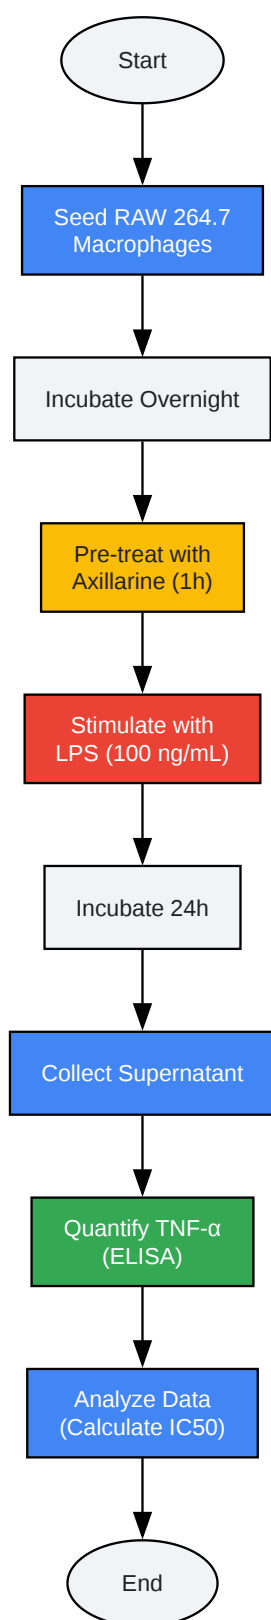 Start
Seed RAW 264.7
Macrophages
Incubate Overnight
Pre-treat with
Axillarine (1h)
Stimulate with
LPS (100 ng/mL)
Incubate 24h
Collect Supernatant
Quantify TNF-α
(ELISA)
Analyze Data
(Calculate IC50)
End